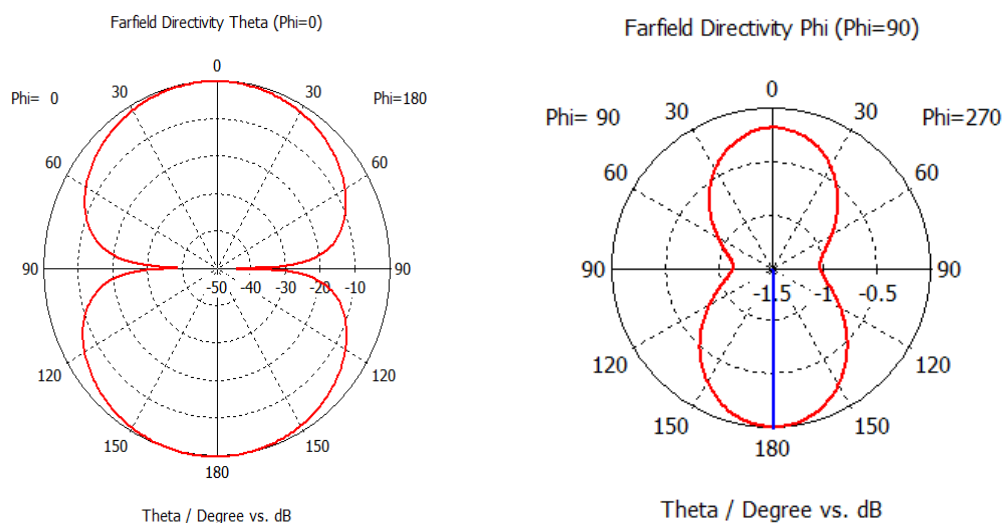 Farfield Directivity Theta (Phi=0)
0
Phi= 0
30
30
Phi=180
60
60
90
90
-50 -40 -30 -20 -10
120
120
150
150
180
Theta / Degree vs. dB
Farfield Directivity Phi (Phi=90)
0
Phi= 90
30
30
Phi=270
60
60
90
90
-1.5 -1 -0.5
120
120
150
150
180
Theta / Degree vs. dB